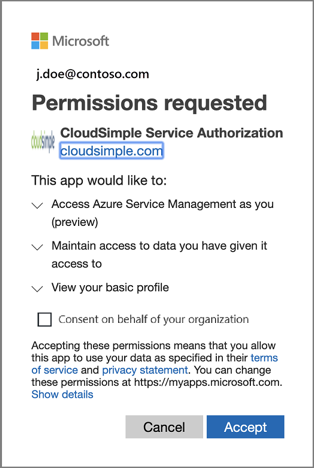 Microsoft
j.doe@contoso.com
Permissions requested
cloudsimple
CloudSimple Service Authorization
cloudsimple.com
This app would like to:
Access Azure Service Management as you
(preview)
Maintain access to data you have given it
access to
View your basic profile
Consent on behalf of your organization
Accepting these permissions means that you allow
this app to use your data as specified in their terms
of service and privacy statement. You can change
these permissions at https://myapps.microsoft.com.
Show details
Cancel
Accept